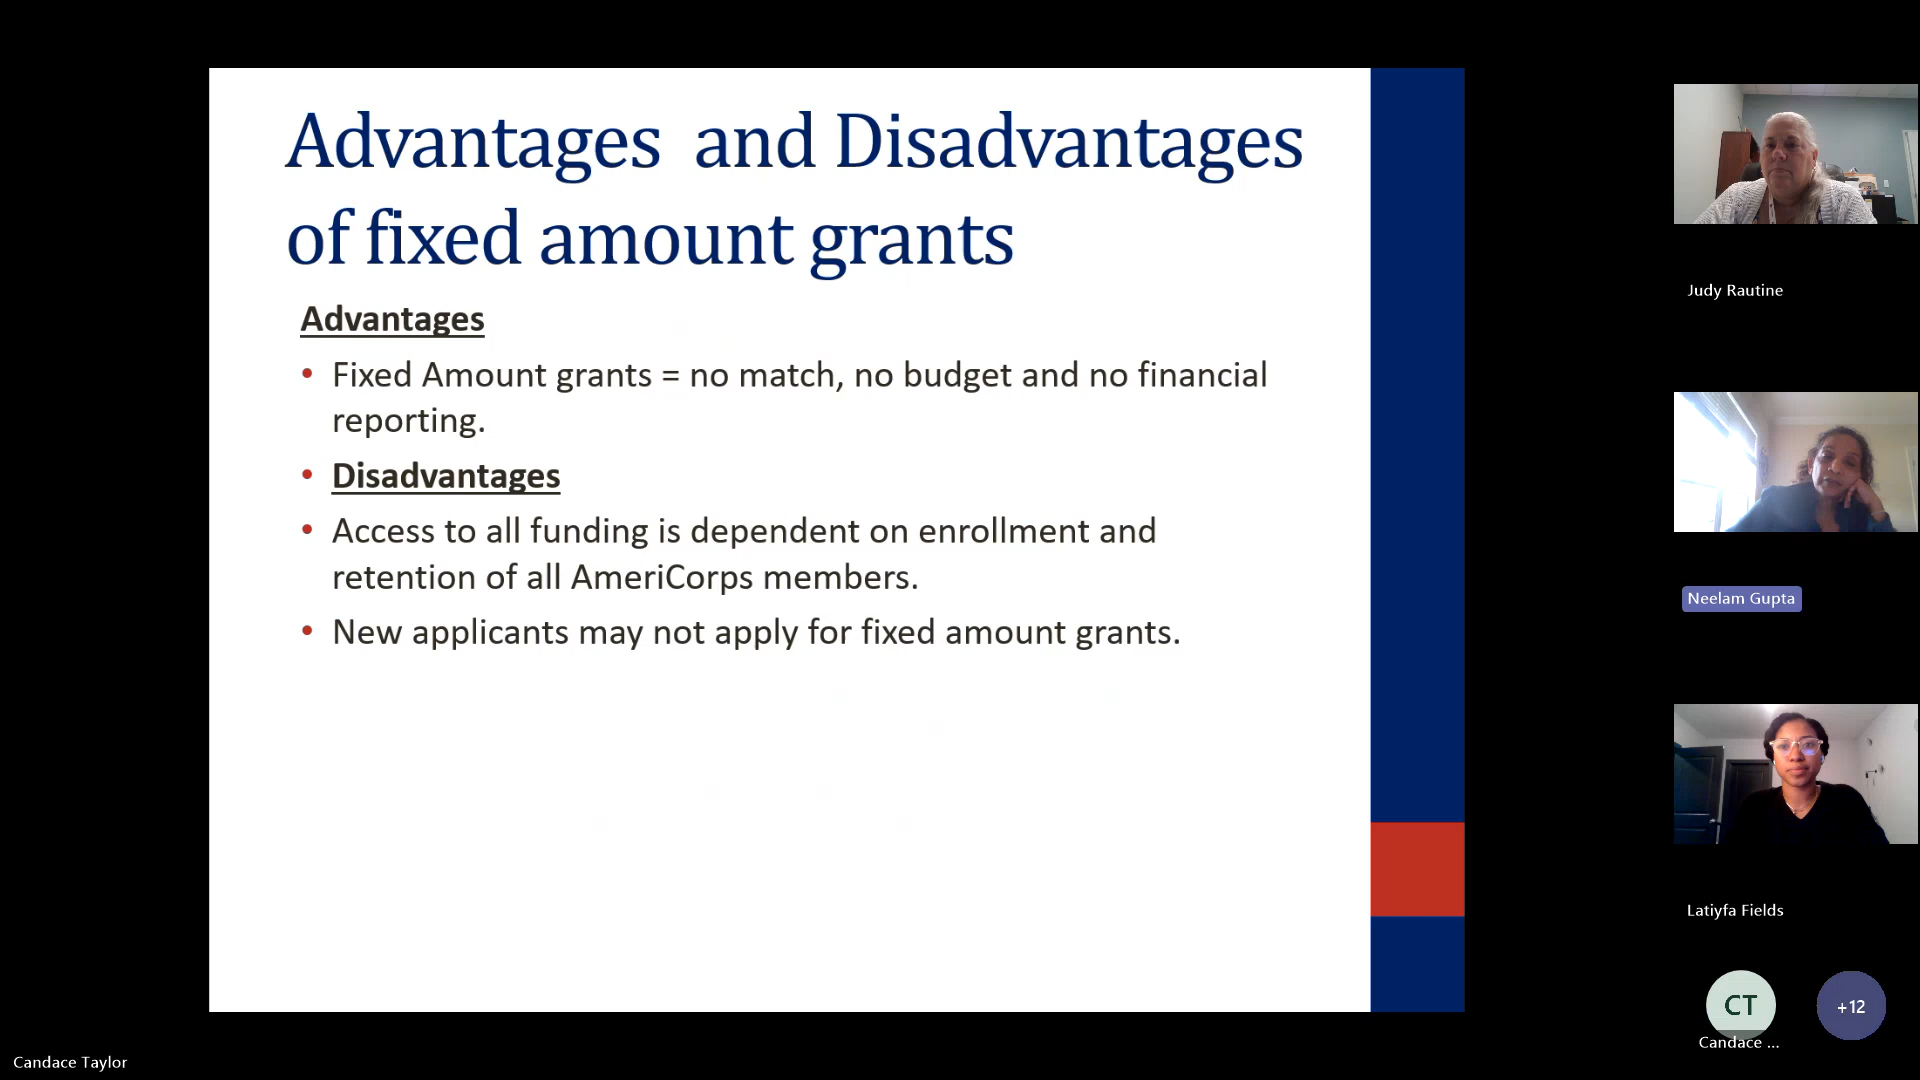 Advantages  and Disadvantages
of fixed amount grants
Advantages
• Fixed Amount grants = no match, no budget and no financial
reporting.
• Disadvantages
• Access to all funding is dependent on enrollment and
retention of all AmeriCorps members.
• New applicants may not apply for fixed amount grants.
Judy Rautine
Neelam Gupta
Latiyfa Fields
CT
+12
Candace ...
Candace Taylor